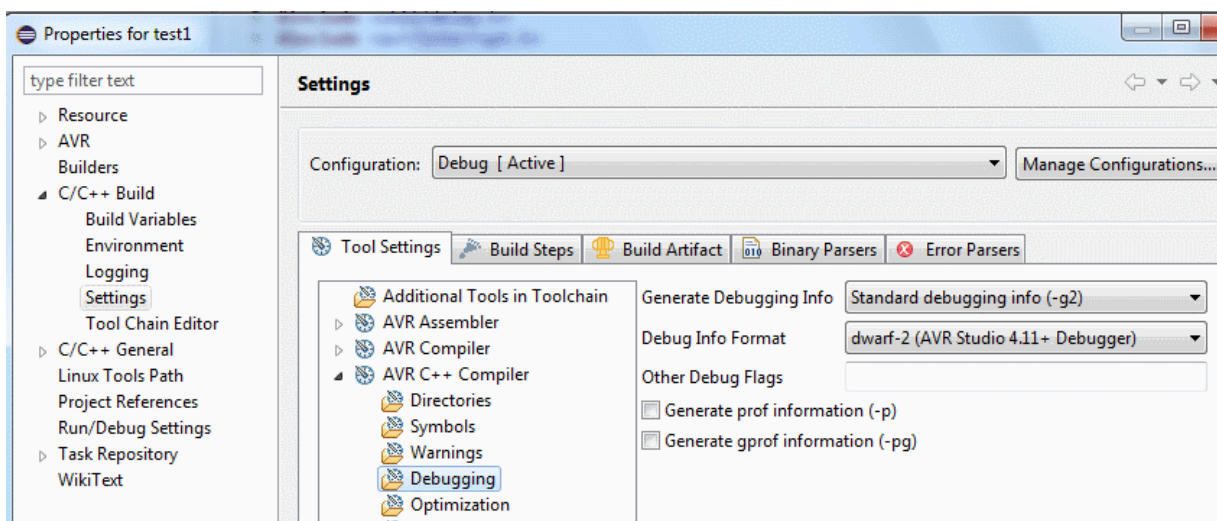 Properties for test1
type filter text
Settings
Resource
AVR
Builders
C/C++ Build
Build Variables
Environment
Logging
Settings
Tool Chain Editor
C/C++ General
Linux Tools Path
Project References
Run/Debug Settings
Task Repository
WikiText
Configuration: Debug [ Active ] Manage Configurations...
Tool Settings Build Steps Build Artifact 010 Binary Parsers Error Parsers
Additional Tools in Toolchain
AVR Assembler
AVR Compiler
AVR C++ Compiler
Directories
Symbols
Warnings
Debugging
Optimization
Generate Debugging Info Standard debugging info (-g2)
Debug Info Format dwarf-2 (AVR Studio 4.11+ Debugger)
Other Debug Flags
Generate prof information (-p)
Generate gprof information (-pg)